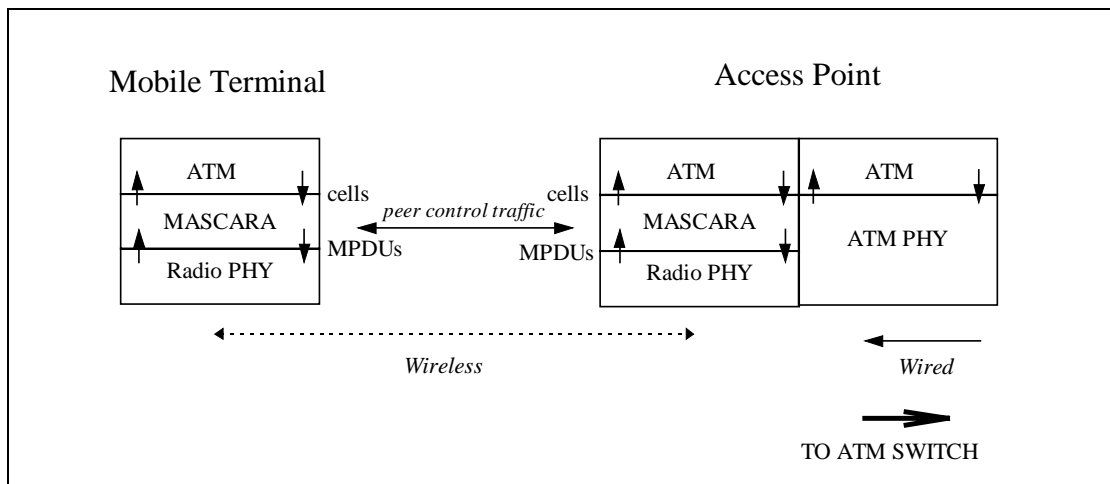 Mobile Terminal
Access Point
ATM
cells
MASCARA
MPDUs
Radio PHY
peer control traffic
cells
MPDUs
ATM
MASCARA
Radio PHY
ATM
ATM PHY
Wireless
Wired
TO ATM SWITCH